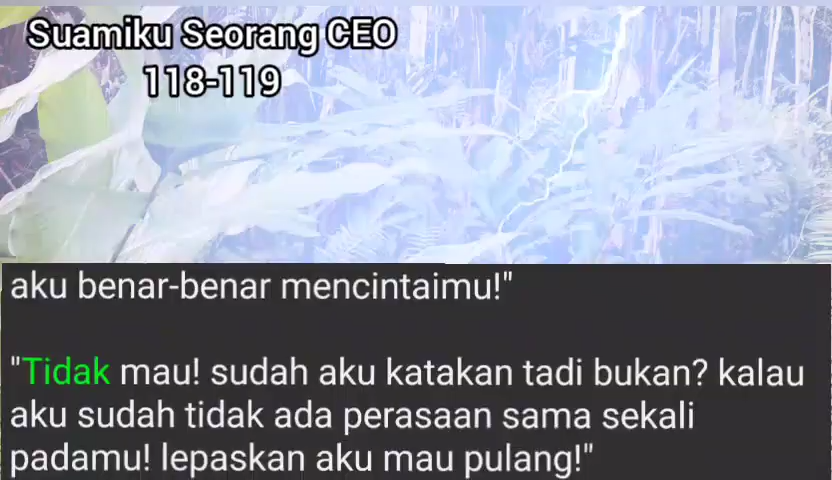 Suamiku Seorang CEO
118-119
aku benar-benar mencintaimu!"
"Tidak mau! sudah aku katakan tadi bukan? kalau
aku sudah tidak ada perasaan sama sekali
padamu! lepaskan aku mau pulang!"